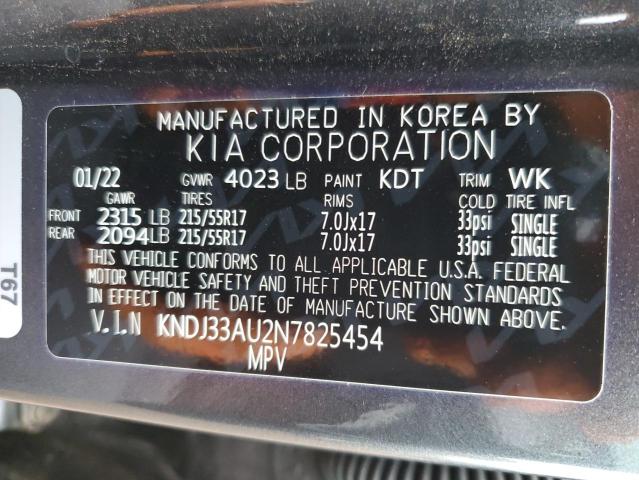 MANUFACTURED IN KOREA BY
KIA CORPORATION
01/22 GVWR 4023 LB PAINT KDT TRIM WK
GAWR TIRES RIMS COLD TIRE INFL
FRONT 2315 LB 215/55R17 7.0Jx17 33psi SINGLE
REAR 2094 LB 215/55R17 7.0Jx17 33psi SINGLE
THIS VEHICLE CONFORMS TO ALL APPLICABLE U.S.A. FEDERAL
MOTOR VEHICLE SAFETY AND THEFT PREVENTION STANDARDS
IN EFFECT ON THE DATE OF MANUFACTURE SHOWN ABOVE.
V.I.N KNDJ33AU2N7825454
MPV
T67